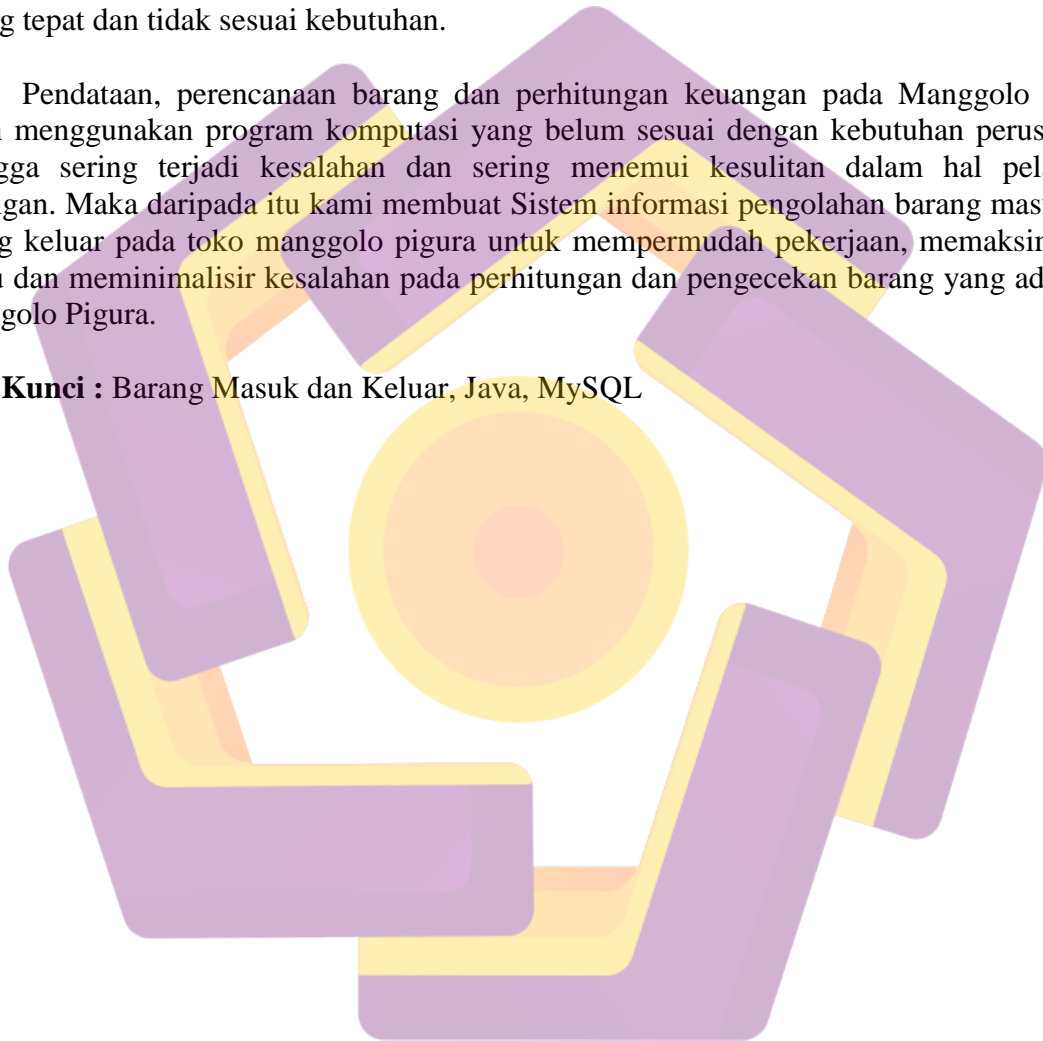 g tepat dan tidak sesuai kebutuhan.
Pendataan, perencanaan barang dan perhitungan keuangan pada Manggolo
menggunakan program komputasi yang belum sesuai dengan kebutuhan perus
gga sering terjadi kesalahan dan sering menemui kesulitan dalam hal pel
ngan. Maka daripada itu kami membuat Sistem informasi pengolahan barang mas
g keluar pada toko manggolo pigura untuk mempermudah pekerjaan, memaksi
dan meminimalisir kesalahan pada perhitungan dan pengecekan barang yang ad
golo Pigura.
Kunci : Barang Masuk dan Keluar, Java, MySQL